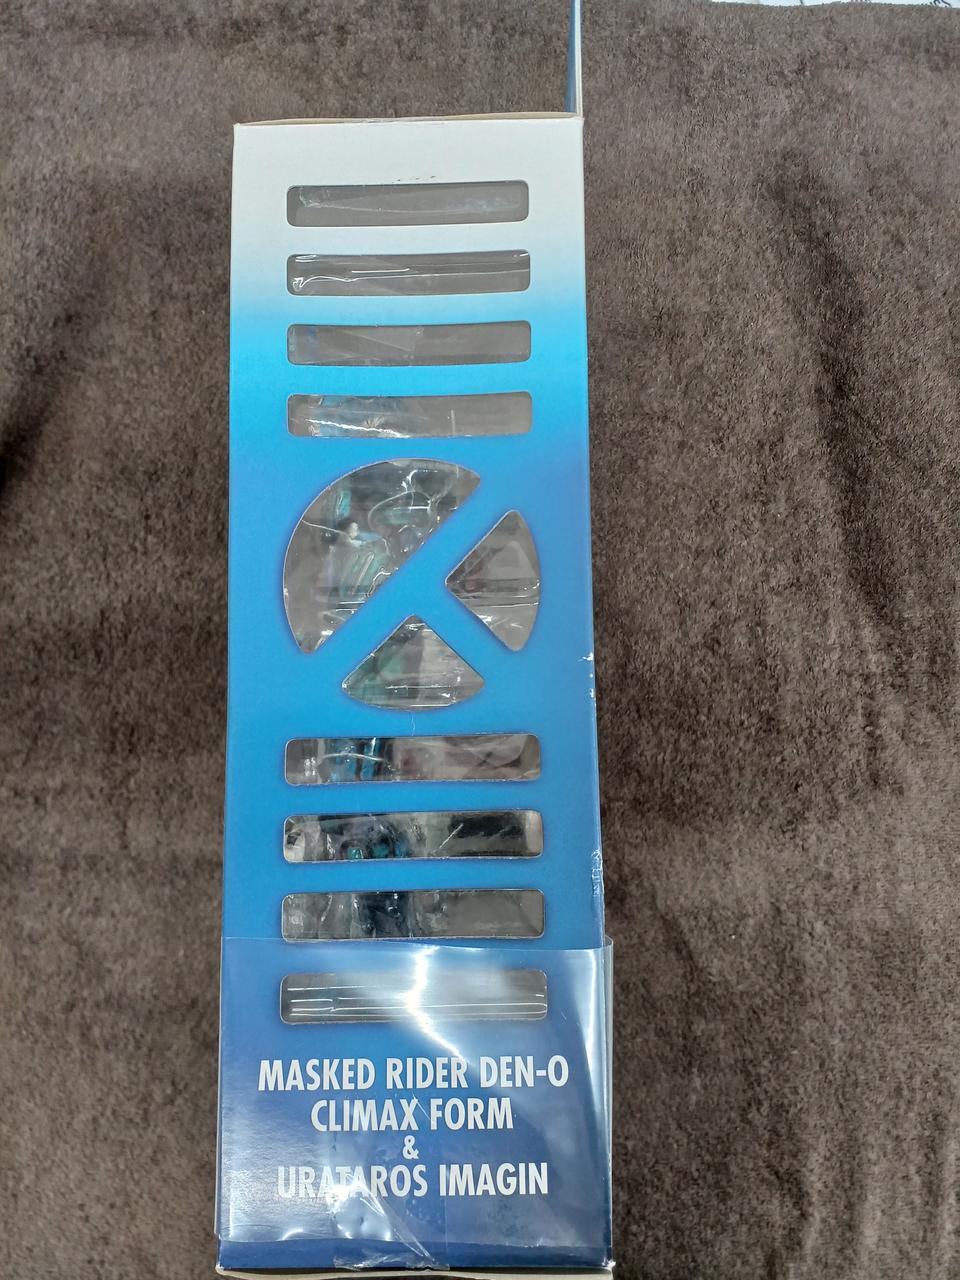 MASKED RIDER DEN-O
CLIMAX FORM
&
URATAROS IMAGIN